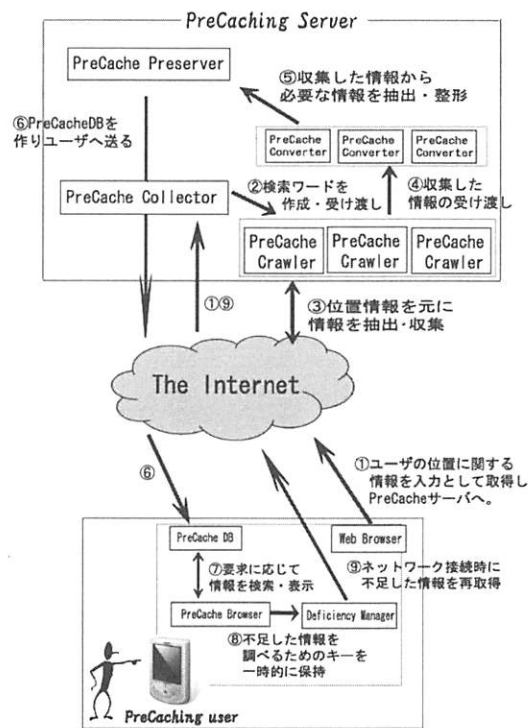 PreCaching Server
PreCache Preserver
⑤収集した情報から
必要な情報を抽出・整形
⑥PreCacheDBを
作りユーザへ送る
PreCache
Converter
PreCache
Converter
PreCache
Converter
PreCache Collector
②検索ワードを
作成・受け渡し
④収集した
情報の受け渡し
PreCache
Crawler
PreCache
Crawler
PreCache
Crawler
①⑨
③位置情報を元に
情報を抽出・収集
The Internet
⑥
①ユーザの位置に関する
情報を入力として取得し
PreCacheサーバへ。
PreCache DB
Web Browser
⑦要求に応じて
情報を検索・表示
⑨ネットワーク接続時に
不足した情報を再取得
PreCache Browser
Deficiency Manager
⑧不足した情報を
調べるためのキーを
一時的に保持
PreCaching user